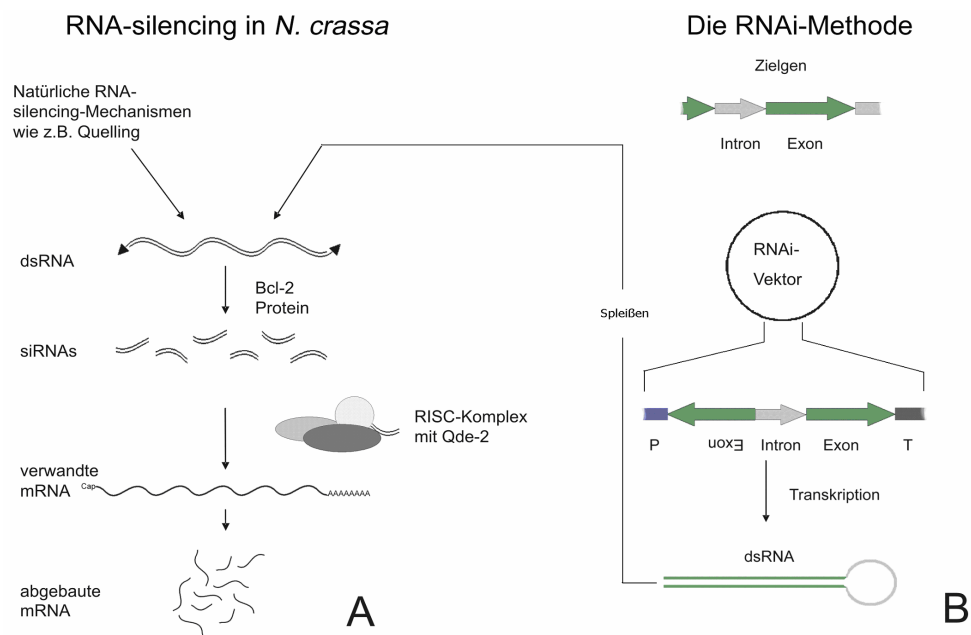 RNA-silencing in N. crassa
Natürliche RNA-
silencing-Mechanismen
wie z.B. Quelling
dsRNA
Bcl-2
Protein
siRNAs
RISC-Komplex
mit Qde-2
verwandte
mRNA
Cap
AAAAAAAA
abgebaute
mRNA
A
Spleißen
Die RNAi-Methode
Zielgen
Intron Exon
RNAi-
Vektor
P Exon Intron Exon T
Transkription
dsRNA
B